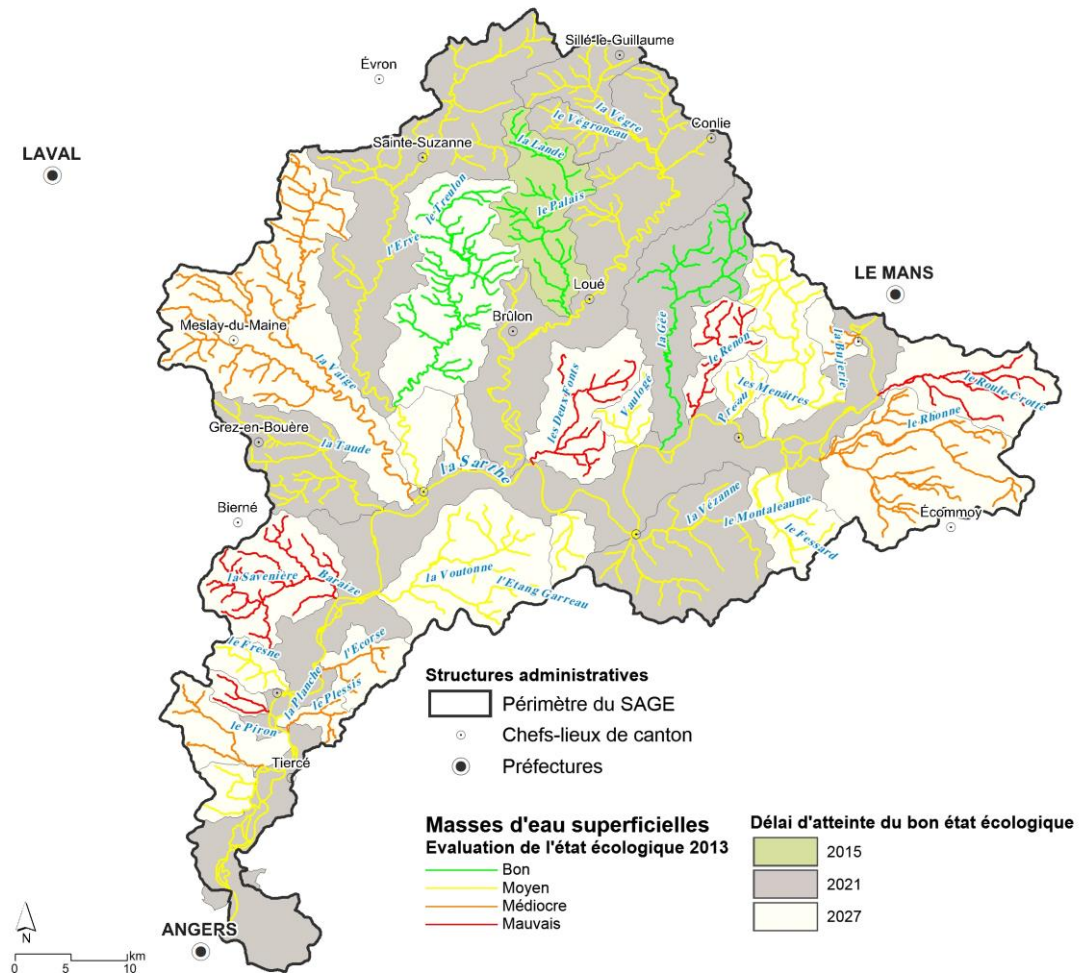 Sillé-le-Guillaume
Évron
la Vègre
le Végroneau
Conlie
Sainte-Suzanne
la Lande
LAVAL
le Treulon
le Palais
l'Erve
LE MANS
Loué
Brûlon
la Gée
Meslay-du-Maine
le Renon
la Bujerie
la Vaige
les Deux Fonts
Vauloge
les Menâtres
Preau
le Roule-Crotte
le Rhonne
Grez-en-Bouère
la Taude
la Sarthe
Bierné
la Vézanne
le Montaleaume
Écommoy
le Fessard
la Savenière
Baraize
la Voutonne
l'Etang Garreau
le Fresne
l'Ecorse
la Planche
le Plessis
le Piron
Tiercé
Structures administratives
Périmètre du SAGE
Chefs-lieux de canton
Préfectures
Masses d'eau superficielles
Evaluation de l'état écologique 2013
Bon
Moyen
Médiocre
Mauvais
Délai d'atteinte du bon état écologique
2015
2021
2027
ANGERS
N
km
0 5 10